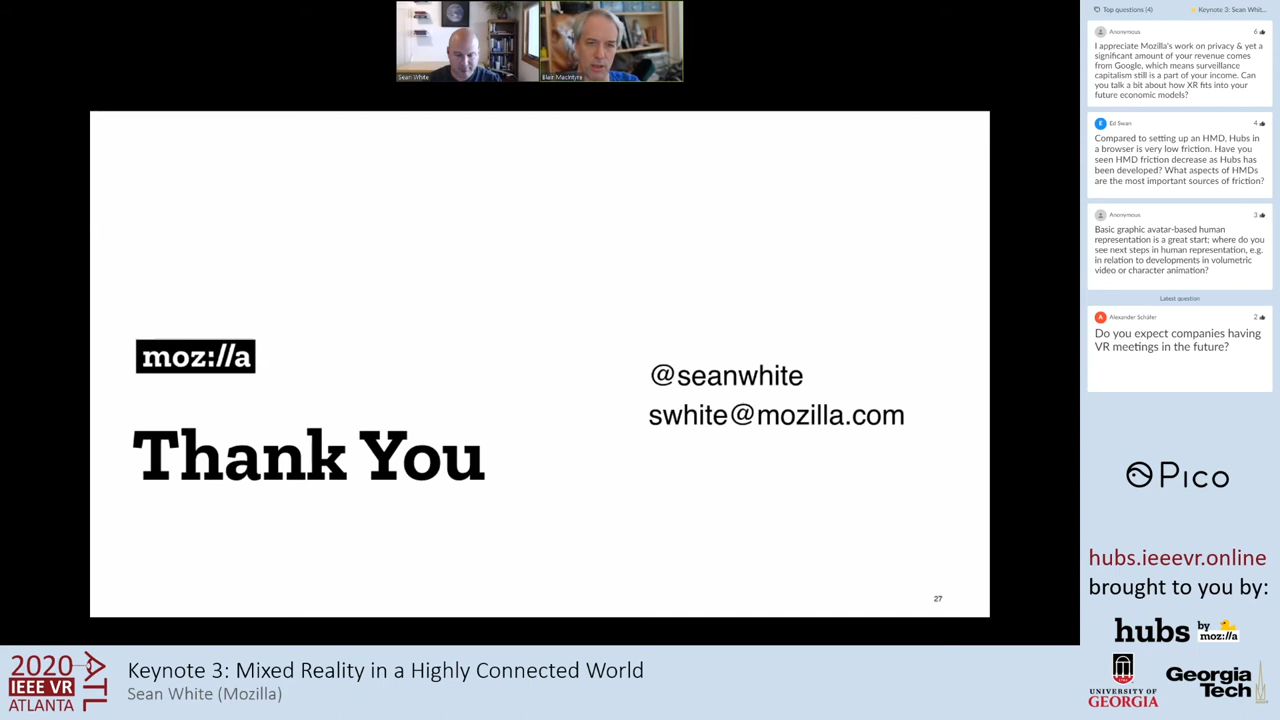 Sean White
Blair MacIntyre
moz://a
Thank You
@seanwhite
swhite@mozilla.com
27
Top questions (4)
Keynote 3: Sean Whit...
Anonymous
6
I appreciate Mozilla's work on privacy & yet a
significant amount of your revenue comes
from Google, which means surveillance
capitalism still is a part of your income. Can
you talk a bit about how XR fits into your
future economic models?
E
Ed Swan
4
Compared to setting up an HMD, Hubs in
a browser is very low friction. Have you
seen HMD friction decrease as Hubs has
been developed? What aspects of HMDs
are the most important sources of friction?
Anonymous
3
Basic graphic avatar-based human
representation is a great start; where do you
see next steps in human representation, e.g.
in relation to developments in volumetric
video or character animation?
Latest question
A
Alexander Schäfer
2
Do you expect companies having
VR meetings in the future?
Pico
hubs.ieeevr.online
brought to you by:
hubs by moz://a
UNIVERSITY OF
GEORGIA
Georgia
Tech
2020
IEEE VR
ATLANTA
ATL
Keynote 3: Mixed Reality in a Highly Connected World
Sean White (Mozilla)